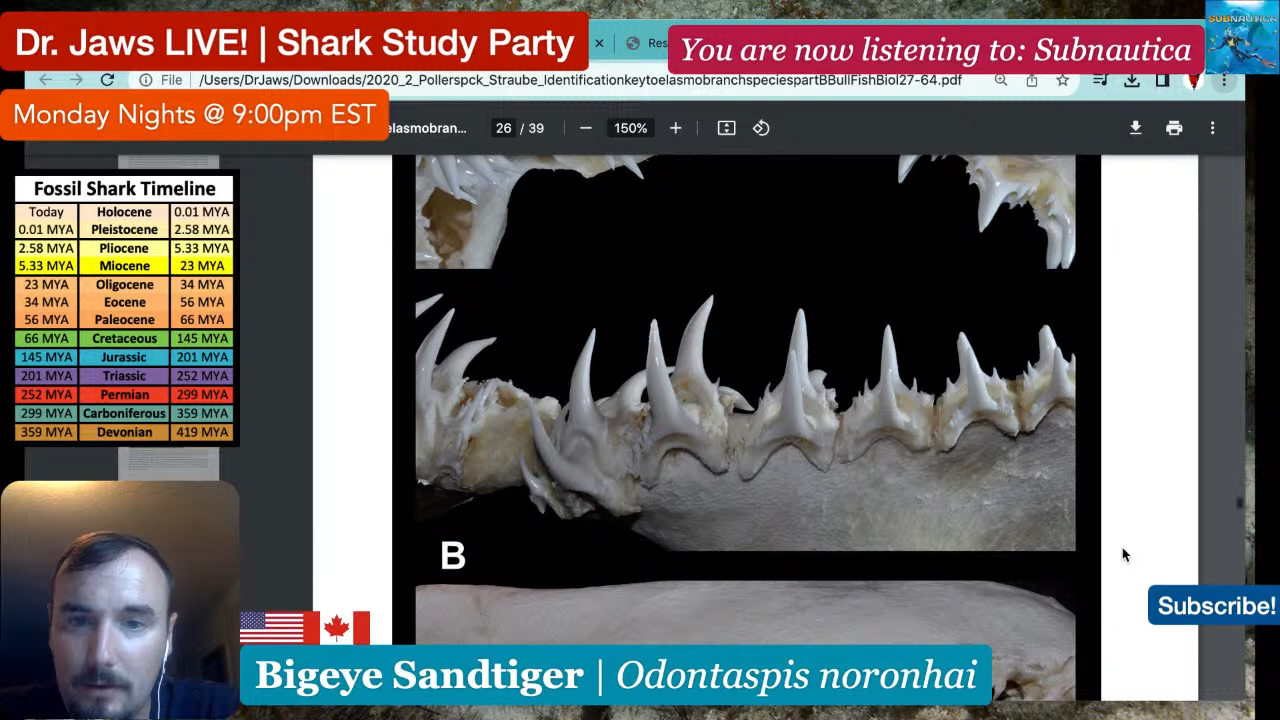 Dr. Jaws LIVE! | Shark Study Party
You are now listening to: Subnautica
SUBNAUTICA
Res
File
/Users/DrJaws/Downloads/2020_2_Pollerspck_Straube_IdentificationkeytoelasmobranchspeciespartBBullFishBiol27-64.pdf
Monday Nights @ 9:00pm EST
elasmobran...
26 / 39
150%
Fossil Shark Timeline
Today Holocene 0.01 MYA
0.01 MYA Pleistocene 2.58 MYA
2.58 MYA Pliocene 5.33 MYA
5.33 MYA Miocene 23 MYA
23 MYA Oligocene 34 MYA
34 MYA Eocene 56 MYA
56 MYA Paleocene 66 MYA
66 MYA Cretaceous 145 MYA
145 MYA Jurassic 201 MYA
201 MYA Triassic 252 MYA
252 MYA Permian 299 MYA
299 MYA Carboniferous 359 MYA
359 MYA Devonian 419 MYA
B
Subscribe!
Bigeye Sandtiger | Odontaspis noronhai